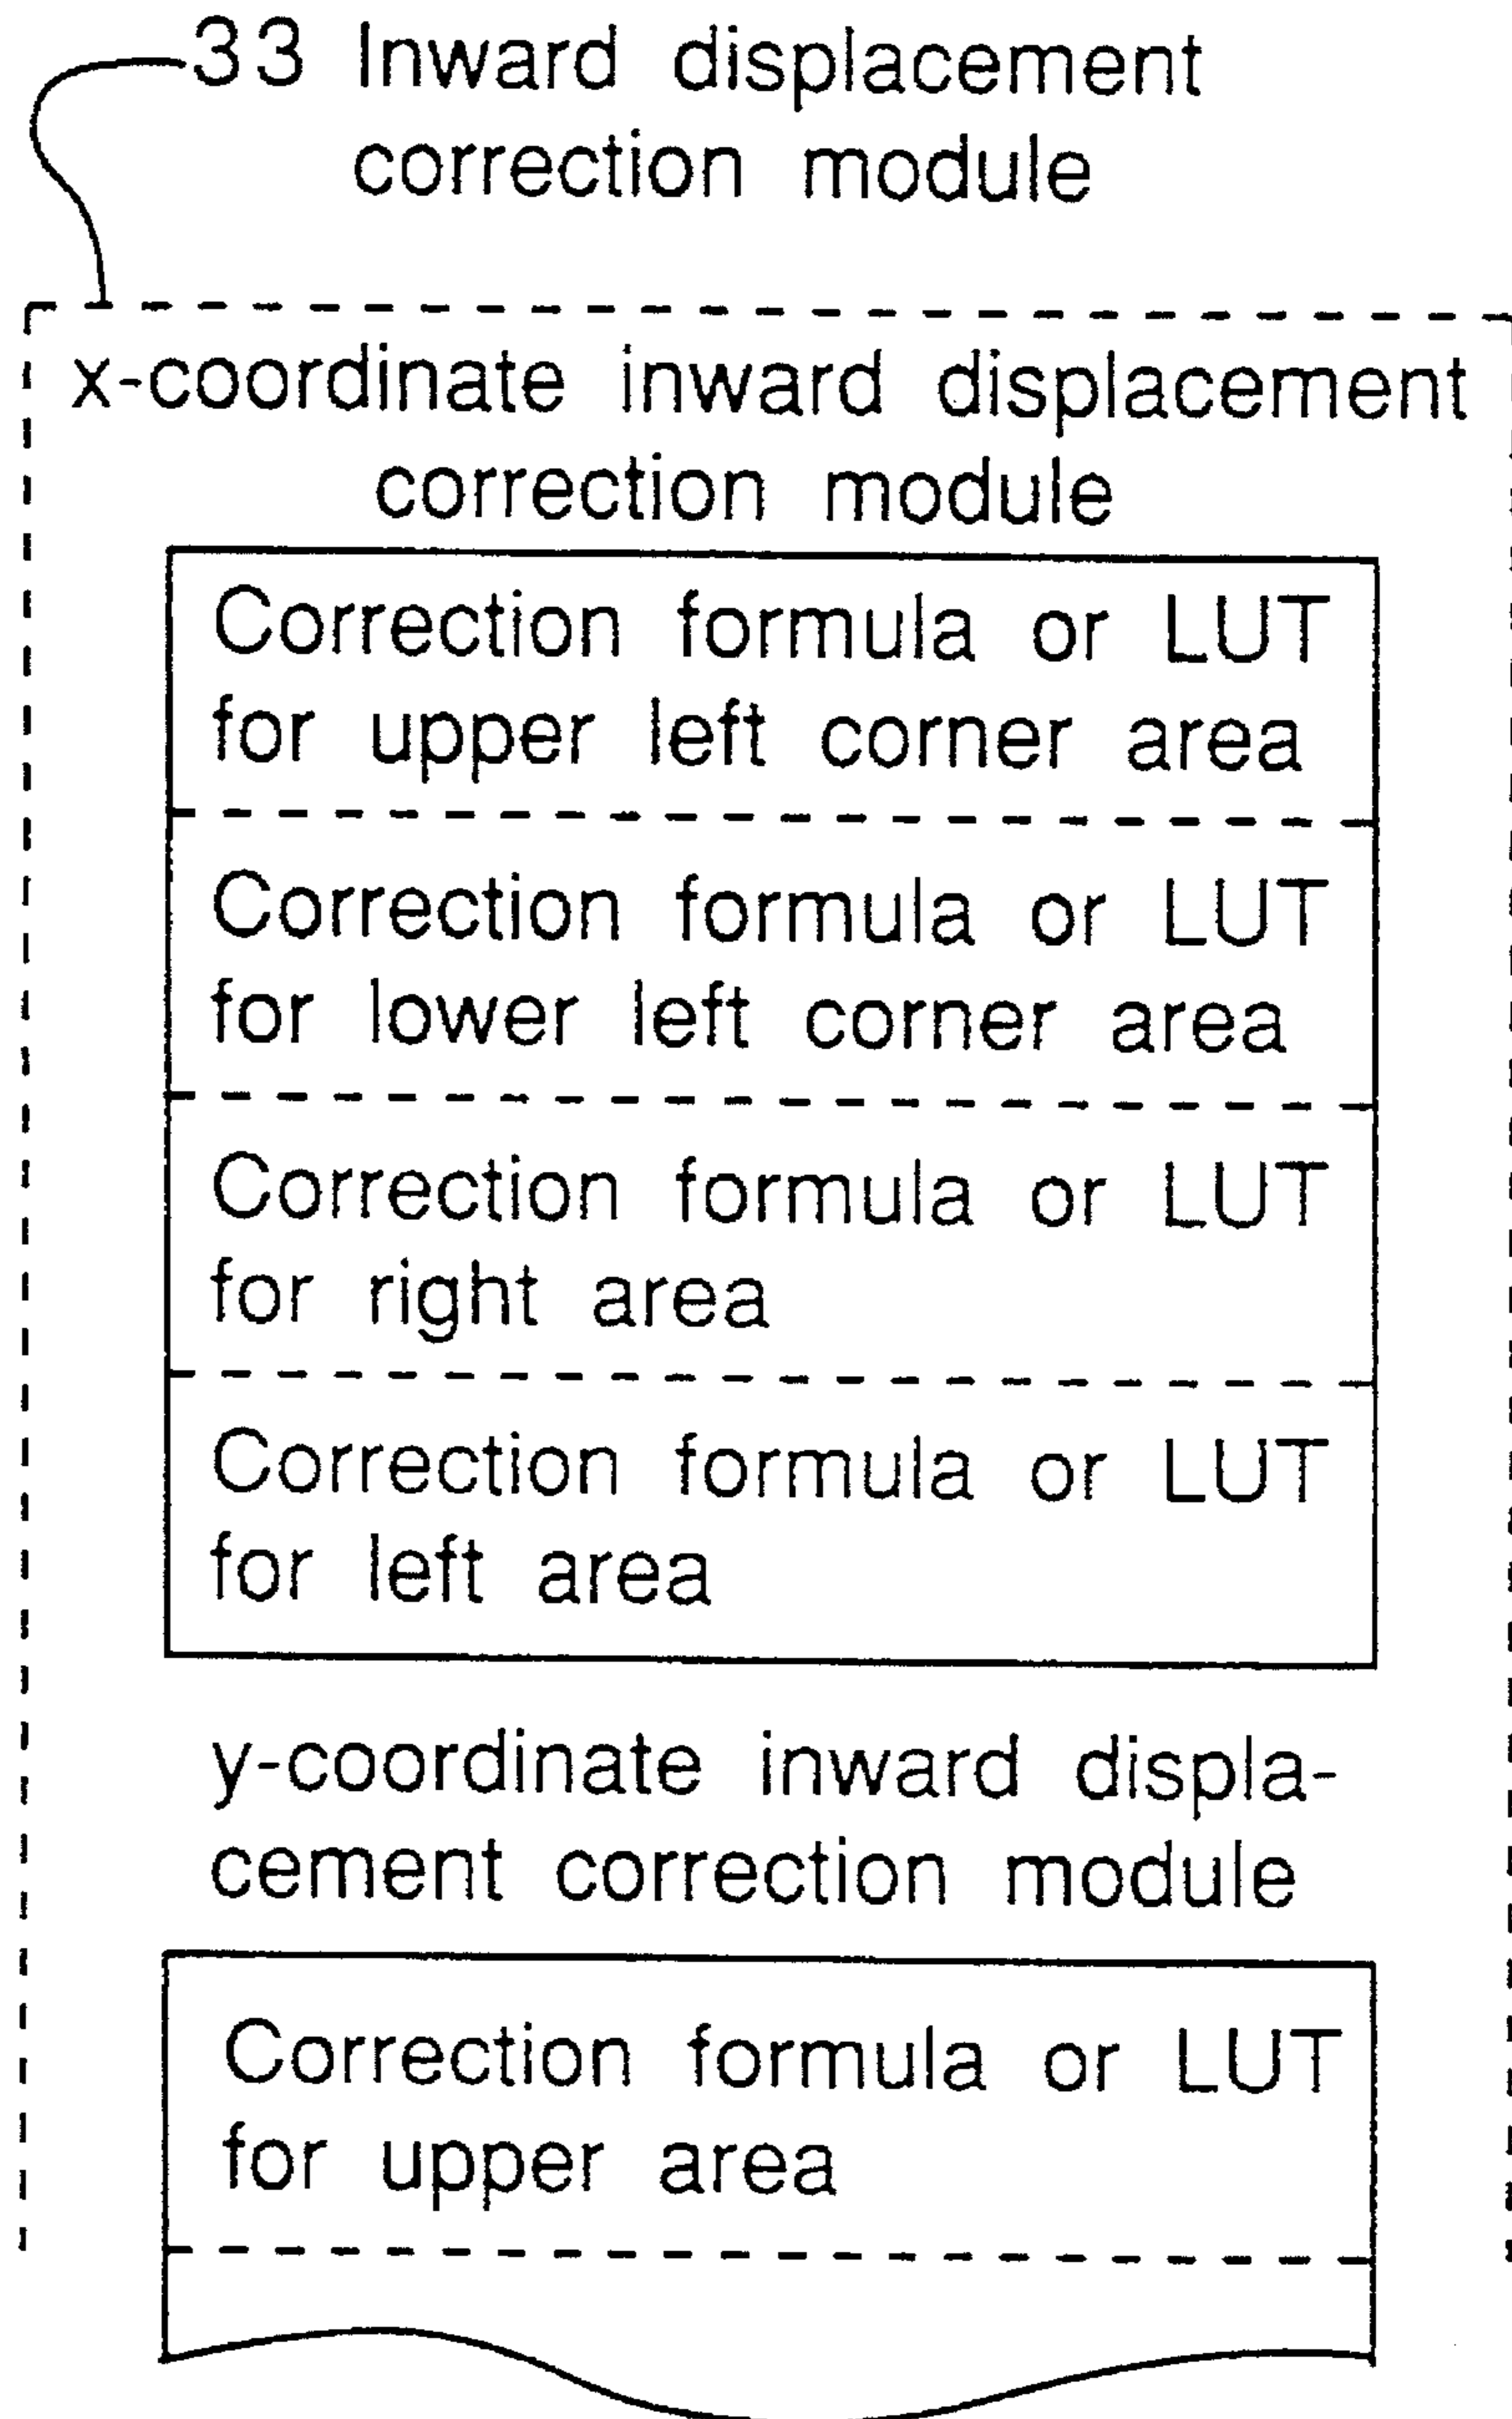 33 Inward displacement
correction module
x-coordinate inward displacement
correction module
Correction formula or LUT
for upper left corner area
Correction formula or LUT
for lower left corner area
Correction formula or LUT
for right area
Correction formula or LUT
for left area
y-coordinate inward displa-
cement correction module
Correction formula or LUT
for upper area